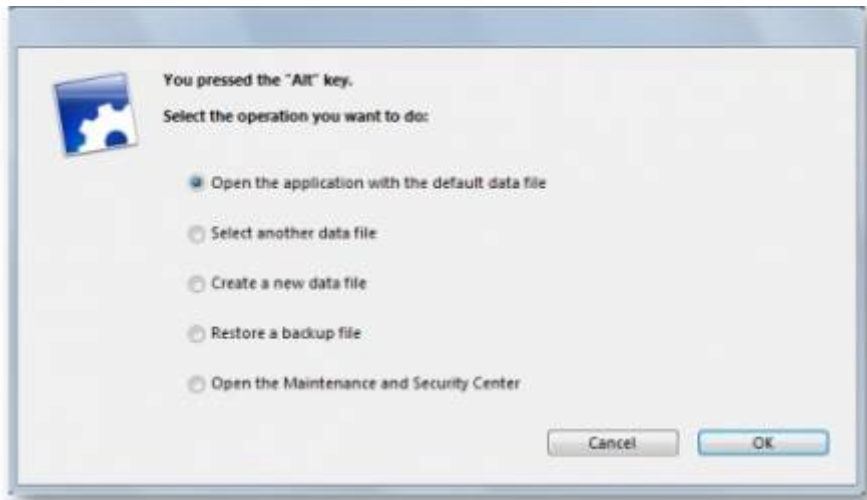 You pressed the "Alt" key.
Select the operation you want to do:
Open the application with the default data file
Select another data file
Create a new data file
Restore a backup file
Open the Maintenance and Security Center
Cancel
OK